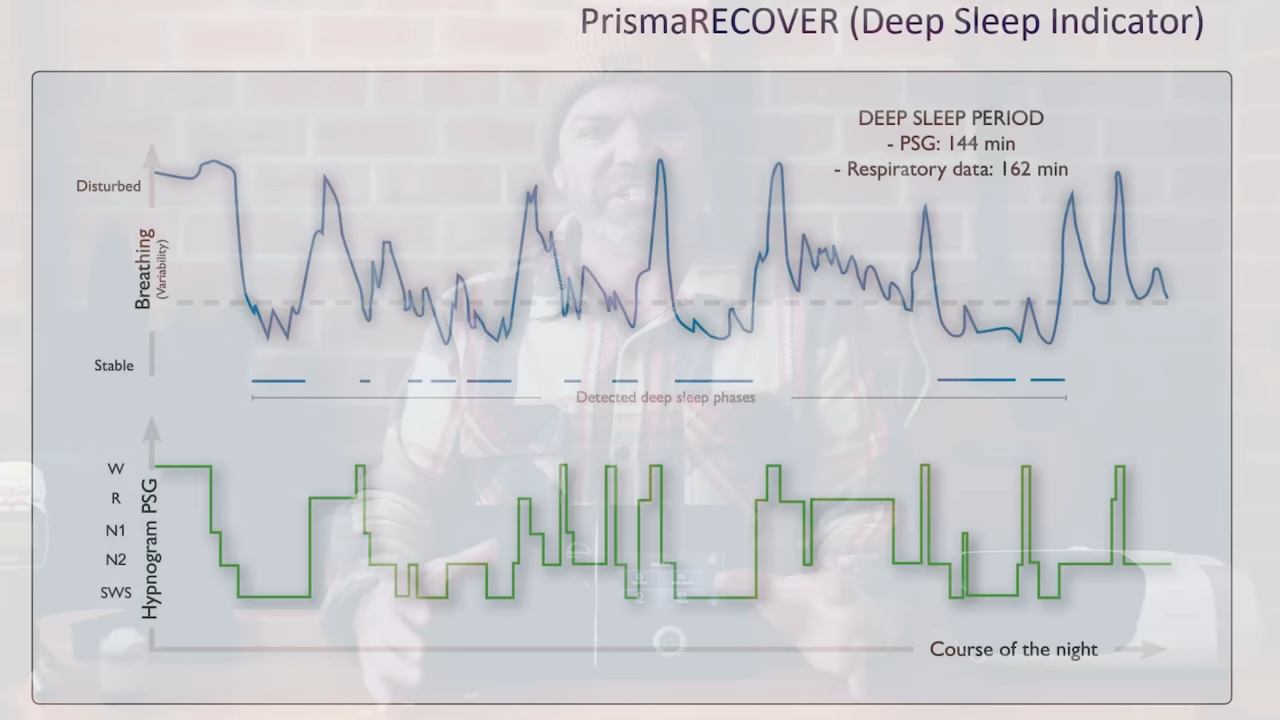 PrismaRECOVER (Deep Sleep Indicator)
DEEP SLEEP PERIOD
- PSG: 144 min
- Respiratory data: 162 min
Disturbed
Breathing
(Variability)
Stable
Detected deep sleep phases
W
R
N1
N2
SWS
Hypnogram PSG
Course of the night